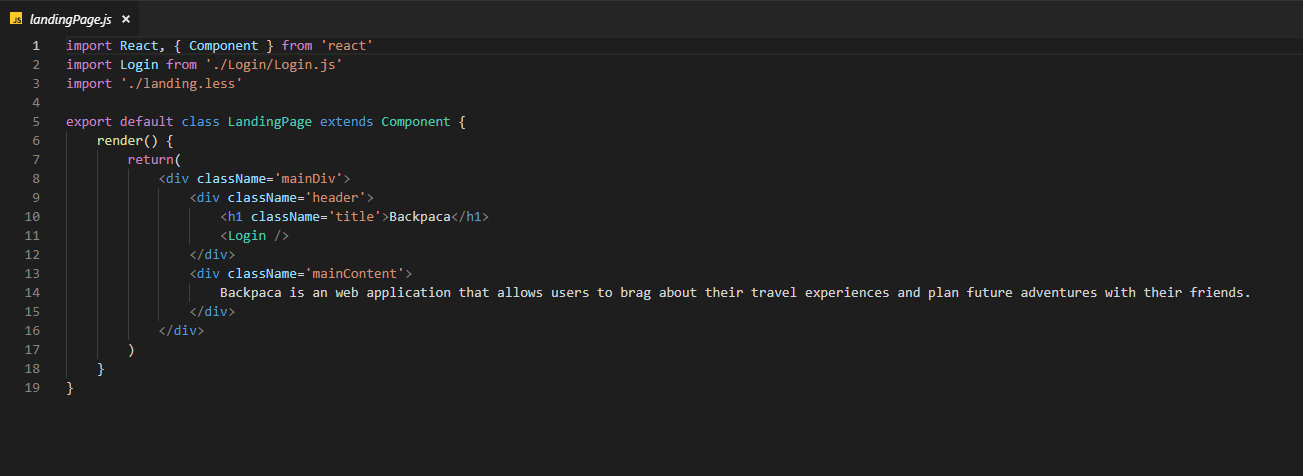 JS landingPage.js ×
1 import React, { Component } from 'react'
2 import Login from './Login/Login.js'
3 import './landing.less'
4
5 export default class LandingPage extends Component {
6     render() {
7         return(
8             <div className='mainDiv'>
9                 <div className='header'>
10                     <h1 className='title'>Backpaca</h1>
11                     <Login />
12                 </div>
13                 <div className='mainContent'>
14                     Backpaca is an web application that allows users to brag about their travel experiences and plan future adventures with their friends.
15                 </div>
16             </div>
17         )
18     }
19 }